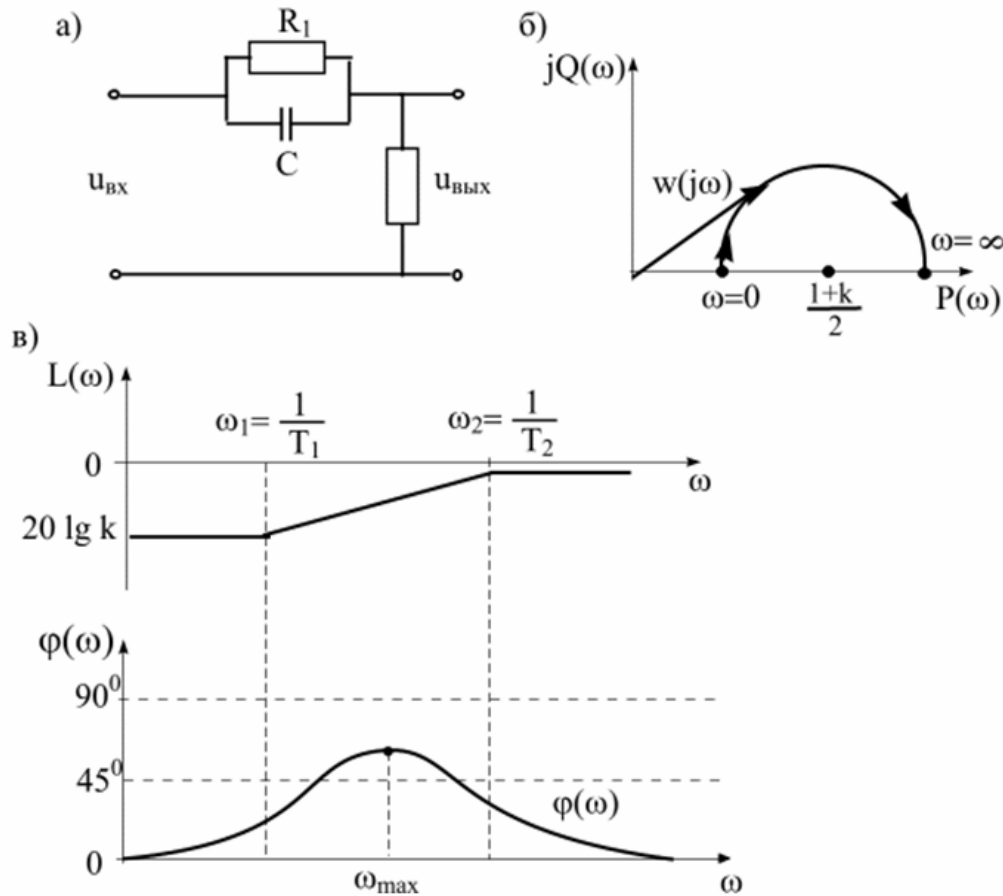 а)
R₁
C
uвх
uвых
б)
jQ(ω)
w(jω)
ω=∞
ω=0
1+k
2
P(ω)
в)
L(ω)
ω₁= 1
T₁
ω₂= 1
T₂
0
ω
20 lg k
φ(ω)
90⁰
45⁰
φ(ω)
0
ωmax
ω